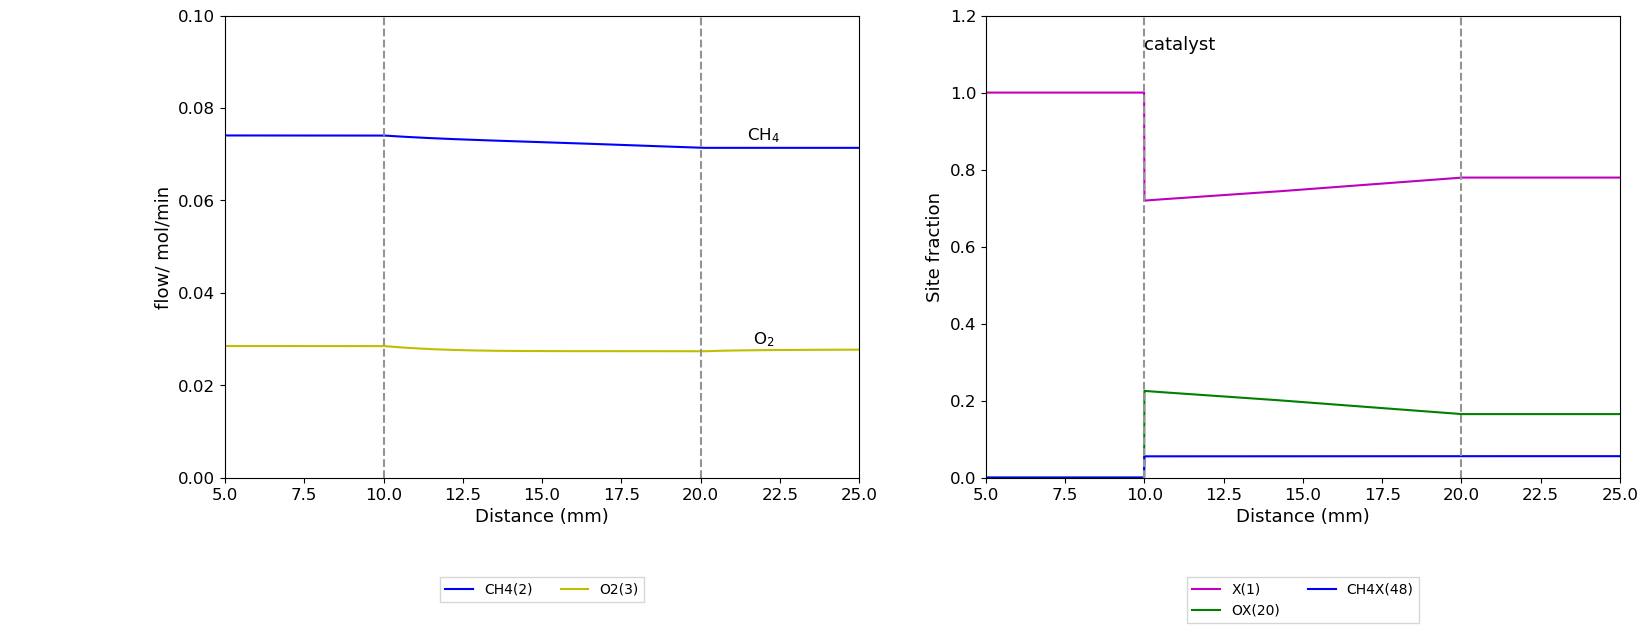 0.10
0.08
0.06
0.04
0.02
0.00
flow/ mol/min
CH₄
O₂
5.0 7.5 10.0 12.5 15.0 17.5 20.0 22.5 25.0
Distance (mm)
CH4(2) O2(3)
1.2
1.0
0.8
0.6
0.4
0.2
0.0
Site fraction
catalyst
5.0 7.5 10.0 12.5 15.0 17.5 20.0 22.5 25.0
Distance (mm)
X(1) CH4X(48)
OX(20)